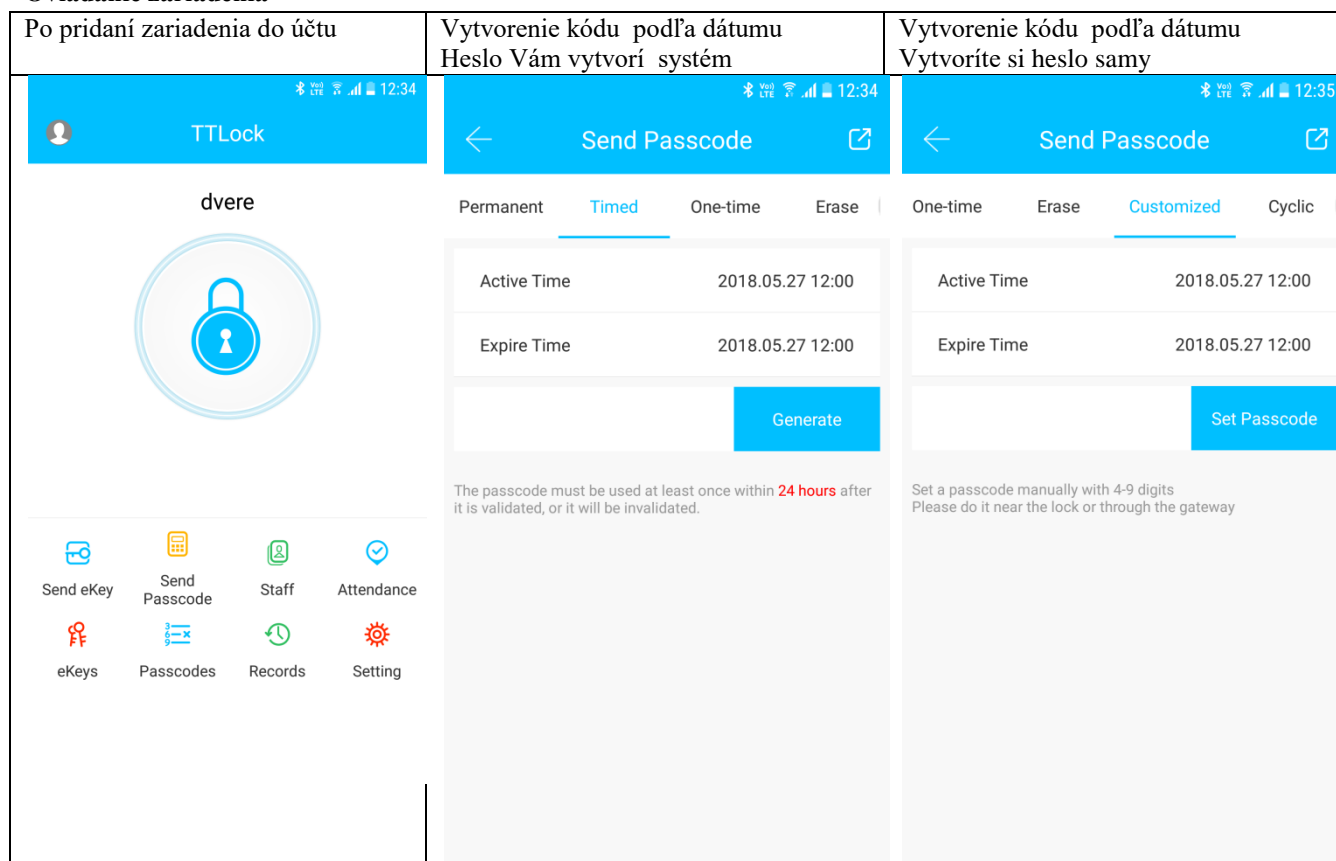 Po pridaní zariadenia do účtu
Vytvorenie kódu podľa dátumu
Heslo Vám vytvorí systém
Vytvorenie kódu podľa dátumu
Vytvoríte si heslo samy
12:34
TTLock
dvere
Send eKey
Send
Passcode
Staff
Attendance
eKeys
Passcodes
Records
Setting
12:34
Send Passcode
Permanent Timed One-time Erase
Active Time 2018.05.27 12:00
Expire Time 2018.05.27 12:00
Generate
The passcode must be used at least once within 24 hours after
it is validated, or it will be invalidated.
12:35
Send Passcode
One-time Erase Customized Cyclic
Active Time 2018.05.27 12:00
Expire Time 2018.05.27 12:00
Set Passcode
Set a passcode manually with 4-9 digits
Please do it near the lock or through the gateway